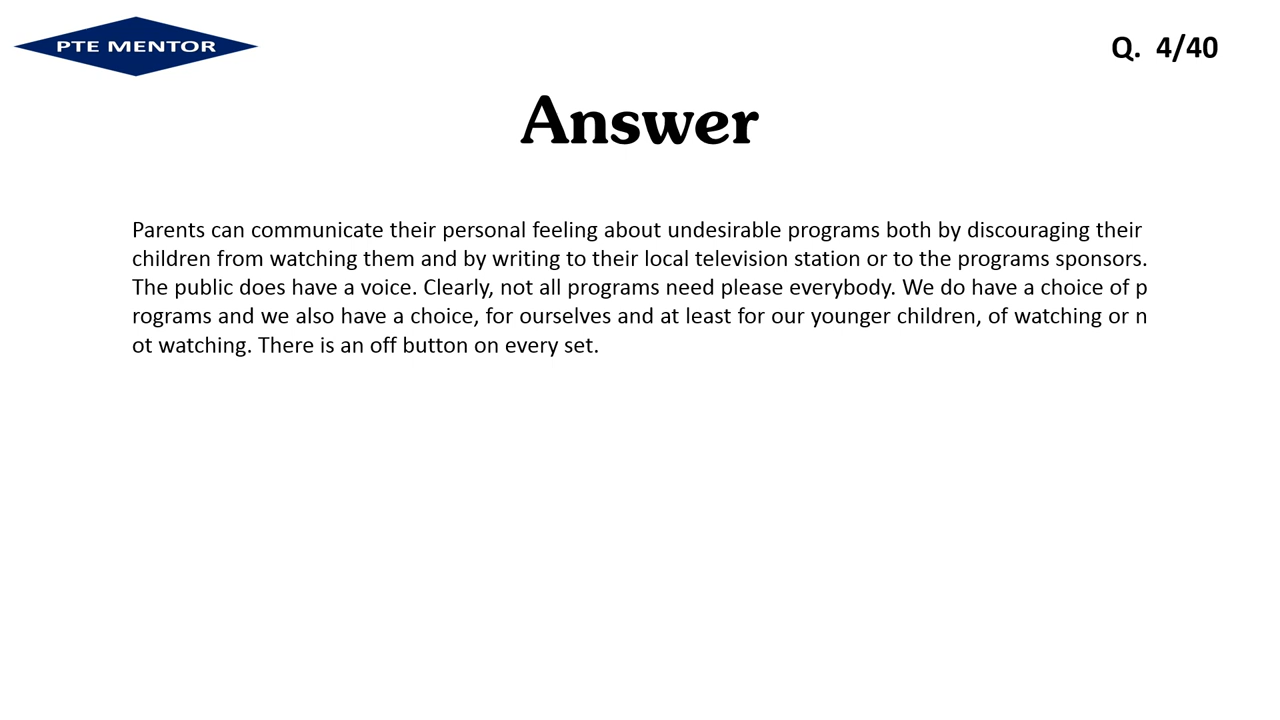 PTE MENTOR
Q. 4/40
Answer
Parents can communicate their personal feeling about undesirable programs both by discouraging their
children from watching them and by writing to their local television station or to the programs sponsors.
The public does have a voice. Clearly, not all programs need please everybody. We do have a choice of p
rograms and we also have a choice, for ourselves and at least for our younger children, of watching or n
ot watching. There is an off button on every set.